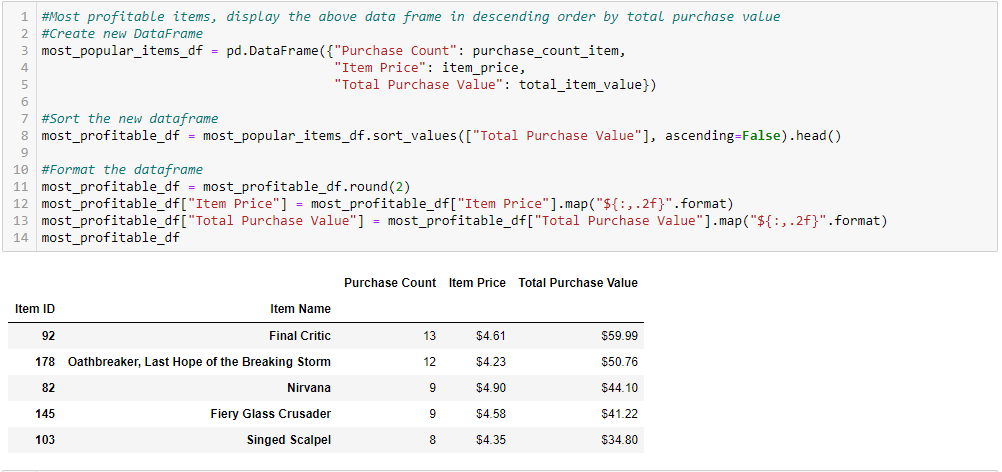 1 #Most profitable items, display the above data frame in descending order by total purchase value
2 #Create new DataFrame
3 most_popular_items_df = pd.DataFrame({"Purchase Count": purchase_count_item,
4 "Item Price": item_price,
5 "Total Purchase Value": total_item_value})
6
7 #Sort the new dataframe
8 most_profitable_df = most_popular_items_df.sort_values(["Total Purchase Value"], ascending=False).head()
9
10 #Format the dataframe
11 most_profitable_df = most_profitable_df.round(2)
12 most_profitable_df["Item Price"] = most_profitable_df["Item Price"].map("${:,.2f}".format)
13 most_profitable_df["Total Purchase Value"] = most_profitable_df["Total Purchase Value"].map("${:,.2f}".format)
14 most_profitable_df
Purchase Count Item Price Total Purchase Value
Item ID Item Name
92 Final Critic 13 $4.61 $59.99
178 Oathbreaker, Last Hope of the Breaking Storm 12 $4.23 $50.76
82 Nirvana 9 $4.90 $44.10
145 Fiery Glass Crusader 9 $4.58 $41.22
103 Singed Scalpel 8 $4.35 $34.80